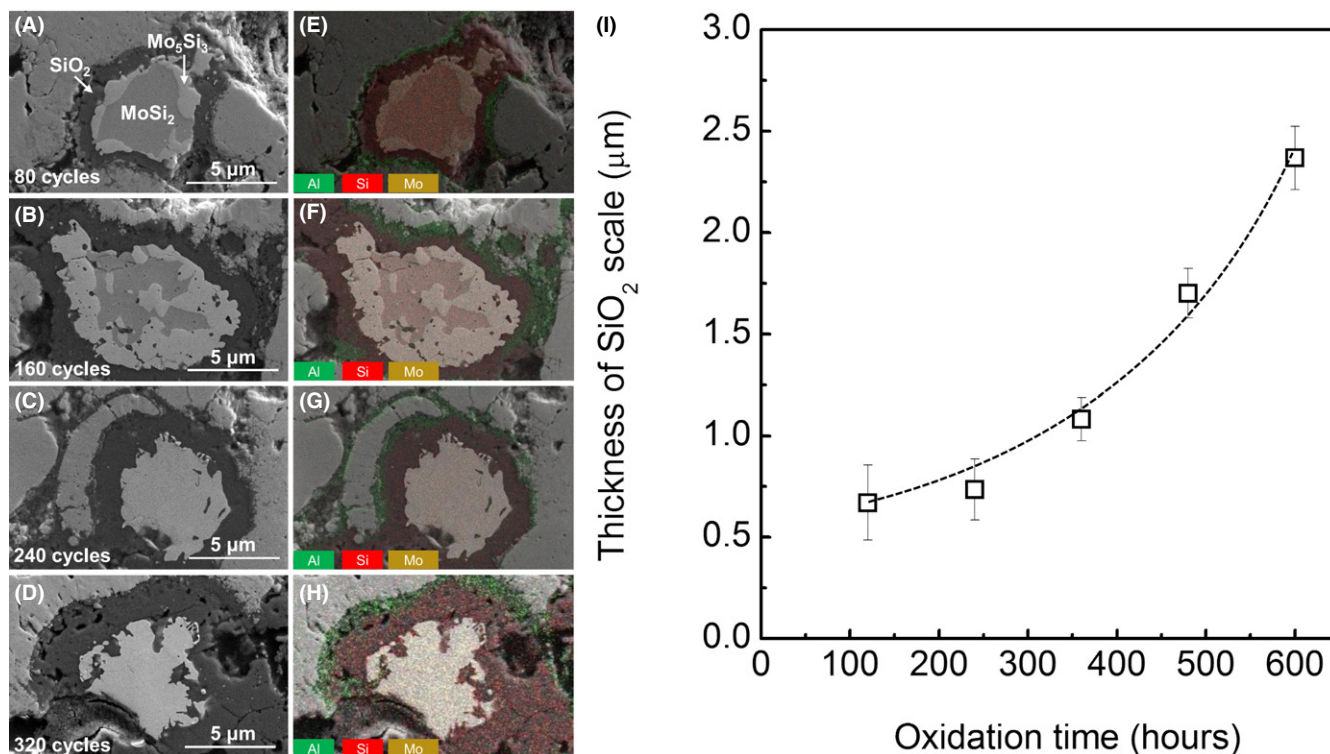 (A)
SiO2
Mo5Si3
MoSi2
80 cycles
5 μm
(E)
Al Si Mo
(B)
160 cycles
5 μm
(F)
Al Si Mo
(C)
240 cycles
5 μm
(G)
Al Si Mo
(D)
320 cycles
5 μm
(H)
Al Si Mo
(I)
Thickness of SiO2 scale (μm)
3.0
2.5
2.0
1.5
1.0
0.5
0.0
0 100 200 300 400 500 600
Oxidation time (hours)